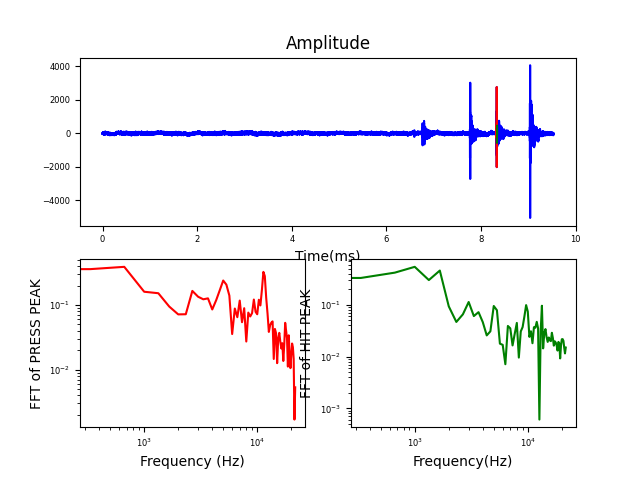 Amplitude
4000
2000
0
−2000
−4000
0 2 4 6 8 10
Time(ms)
FFT of PRESS PEAK
10⁻¹
10⁻²
10³ 10⁴
Frequency (Hz)
FFT of HIT PEAK
10⁻¹
10⁻²
10⁻³
10³ 10⁴
Frequency(Hz)